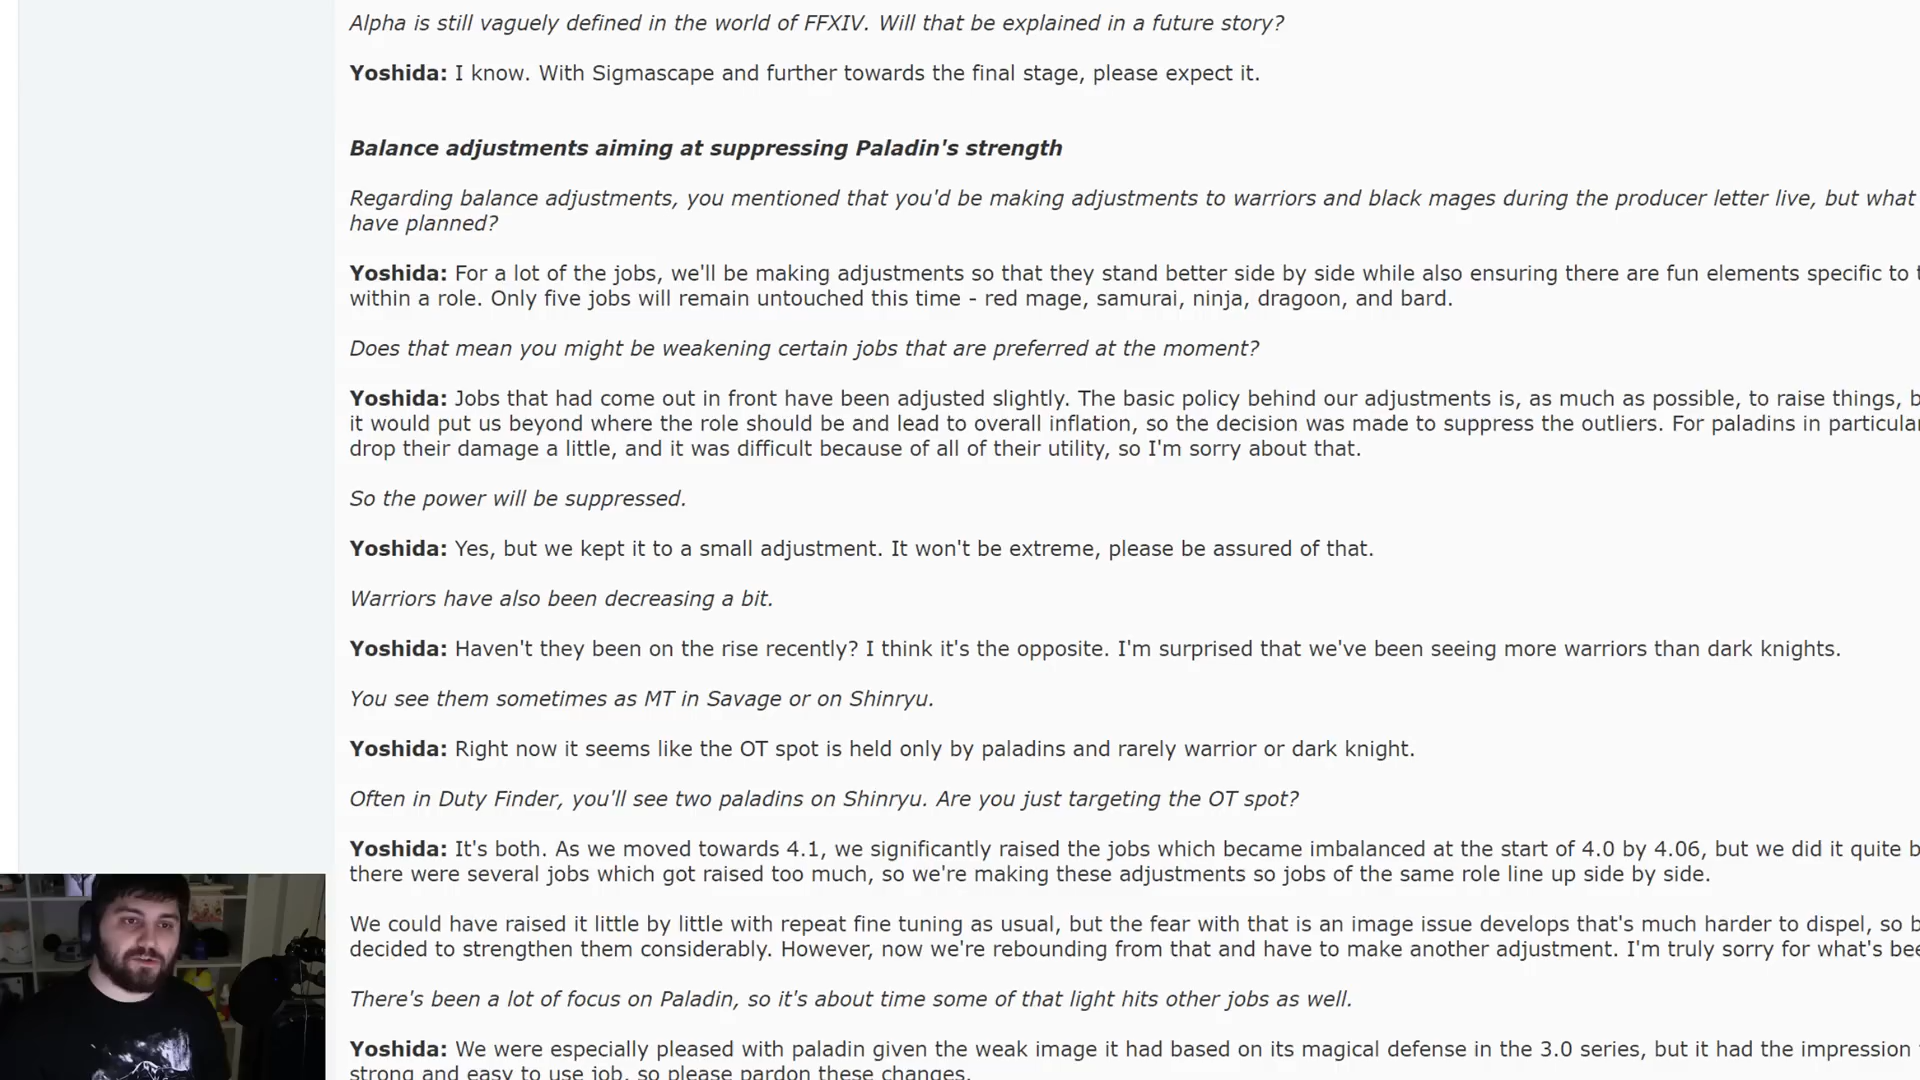 Alpha is still vaguely defined in the world of FFXIV. Will that be explained in a future story?
Yoshida: I know. With Sigmascape and further towards the final stage, please expect it.
Balance adjustments aiming at suppressing Paladin's strength
Regarding balance adjustments, you mentioned that you'd be making adjustments to warriors and black mages during the producer letter live, but what
have planned?
Yoshida: For a lot of the jobs, we'll be making adjustments so that they stand better side by side while also ensuring there are fun elements specific to
within a role. Only five jobs will remain untouched this time - red mage, samurai, ninja, dragoon, and bard.
Does that mean you might be weakening certain jobs that are preferred at the moment?
Yoshida: Jobs that had come out in front have been adjusted slightly. The basic policy behind our adjustments is, as much as possible, to raise things,
it would put us beyond where the role should be and lead to overall inflation, so the decision was made to suppress the outliers. For paladins in particular
drop their damage a little, and it was difficult because of all of their utility, so I'm sorry about that.
So the power will be suppressed.
Yoshida: Yes, but we kept it to a small adjustment. It won't be extreme, please be assured of that.
Warriors have also been decreasing a bit.
Yoshida: Haven't they been on the rise recently? I think it's the opposite. I'm surprised that we've been seeing more warriors than dark knights.
You see them sometimes as MT in Savage or on Shinryu.
Yoshida: Right now it seems like the OT spot is held only by paladins and rarely warrior or dark knight.
Often in Duty Finder, you'll see two paladins on Shinryu. Are you just targeting the OT spot?
Yoshida: It's both. As we moved towards 4.1, we significantly raised the jobs which became imbalanced at the start of 4.0 by 4.06, but we did it quite
there were several jobs which got raised too much, so we're making these adjustments so jobs of the same role line up side by side.
We could have raised it little by little with repeat fine tuning as usual, but the fear with that is an image issue develops that's much harder to dispel, so
decided to strengthen them considerably. However, now we're rebounding from that and have to make another adjustment. I'm truly sorry for what's
There's been a lot of focus on Paladin, so it's about time some of that light hits other jobs as well.
Yoshida: We were especially pleased with paladin given the weak image it had based on its magical defense in the 3.0 series, but it had the impression
strong and easy to use job, so please pardon these changes.